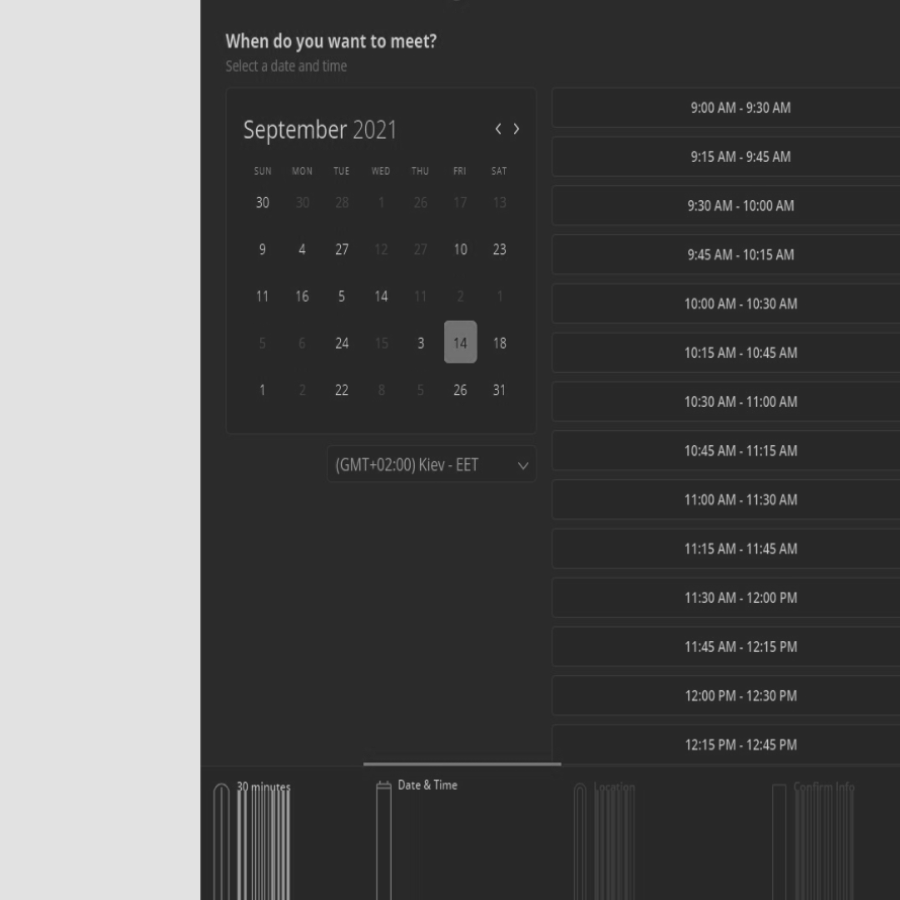 When do you want to meet?
Select a date and time
September 2021
SUN MON TUE WED THU FRI SAT
30 30 28 1 26 17 13
9 4 27 12 27 10 23
11 16 5 14 11 2 1
5 6 24 15 3 14 18
1 2 22 8 5 26 31
(GMT+02:00) Kiev - EET
9:00 AM - 9:30 AM
9:15 AM - 9:45 AM
9:30 AM - 10:00 AM
9:45 AM - 10:15 AM
10:00 AM - 10:30 AM
10:15 AM - 10:45 AM
10:30 AM - 11:00 AM
10:45 AM - 11:15 AM
11:00 AM - 11:30 AM
11:15 AM - 11:45 AM
11:30 AM - 12:00 PM
11:45 AM - 12:15 PM
12:00 PM - 12:30 PM
12:15 PM - 12:45 PM
30 minutes
Date & Time
Location
Confirm Info